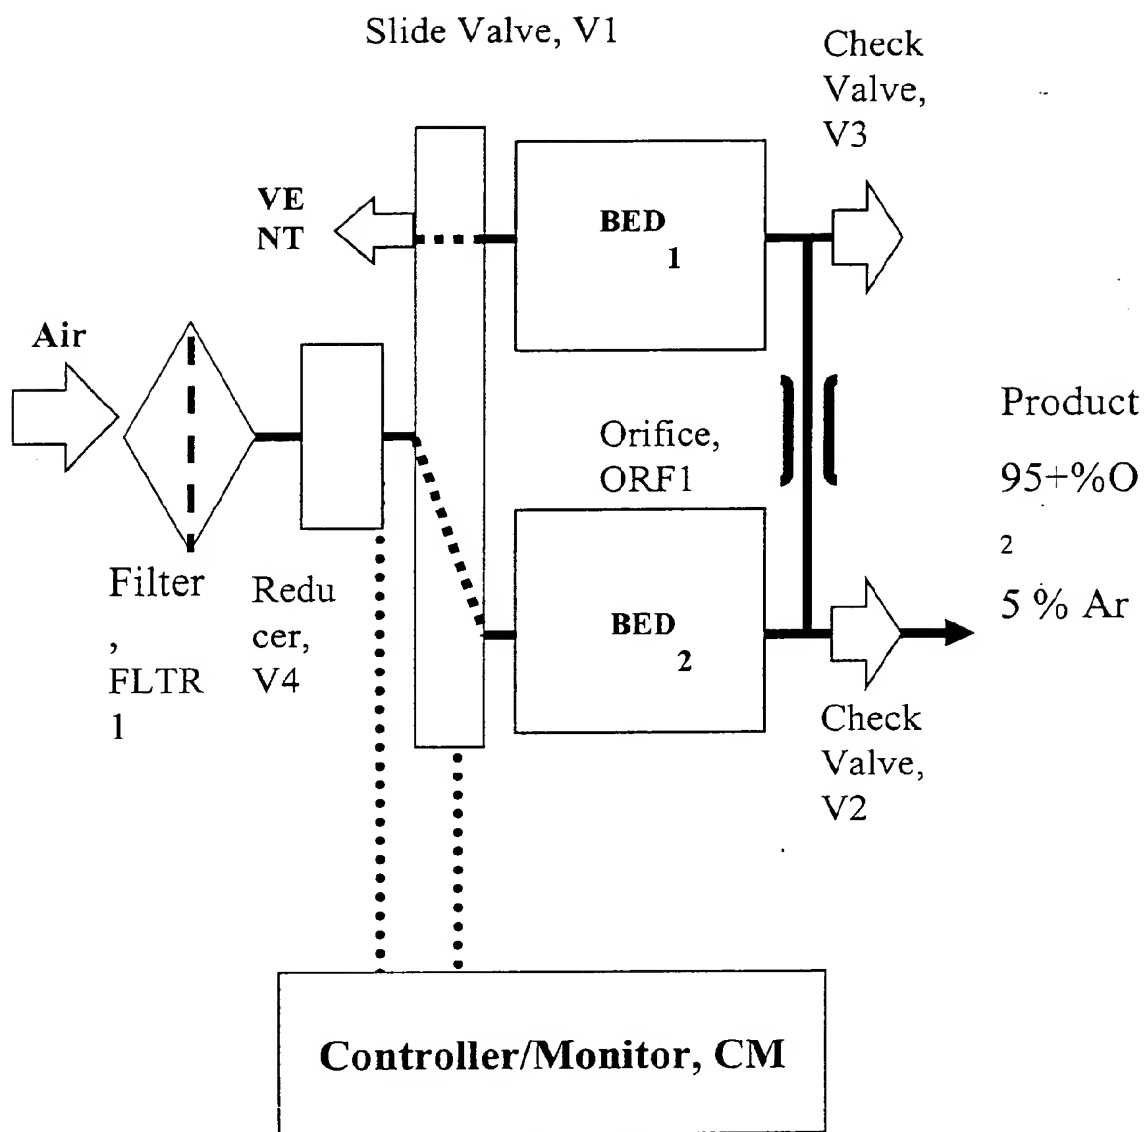 Slide Valve, V1
Check
Valve,
V3
VE
NT
BED
1
Air
Product
95+%O
2
5 % Ar
Orifice,
ORF1
Filter
,
FLTR
1
Redu
cer,
V4
BED
2
Check
Valve,
V2
Controller/Monitor, CM